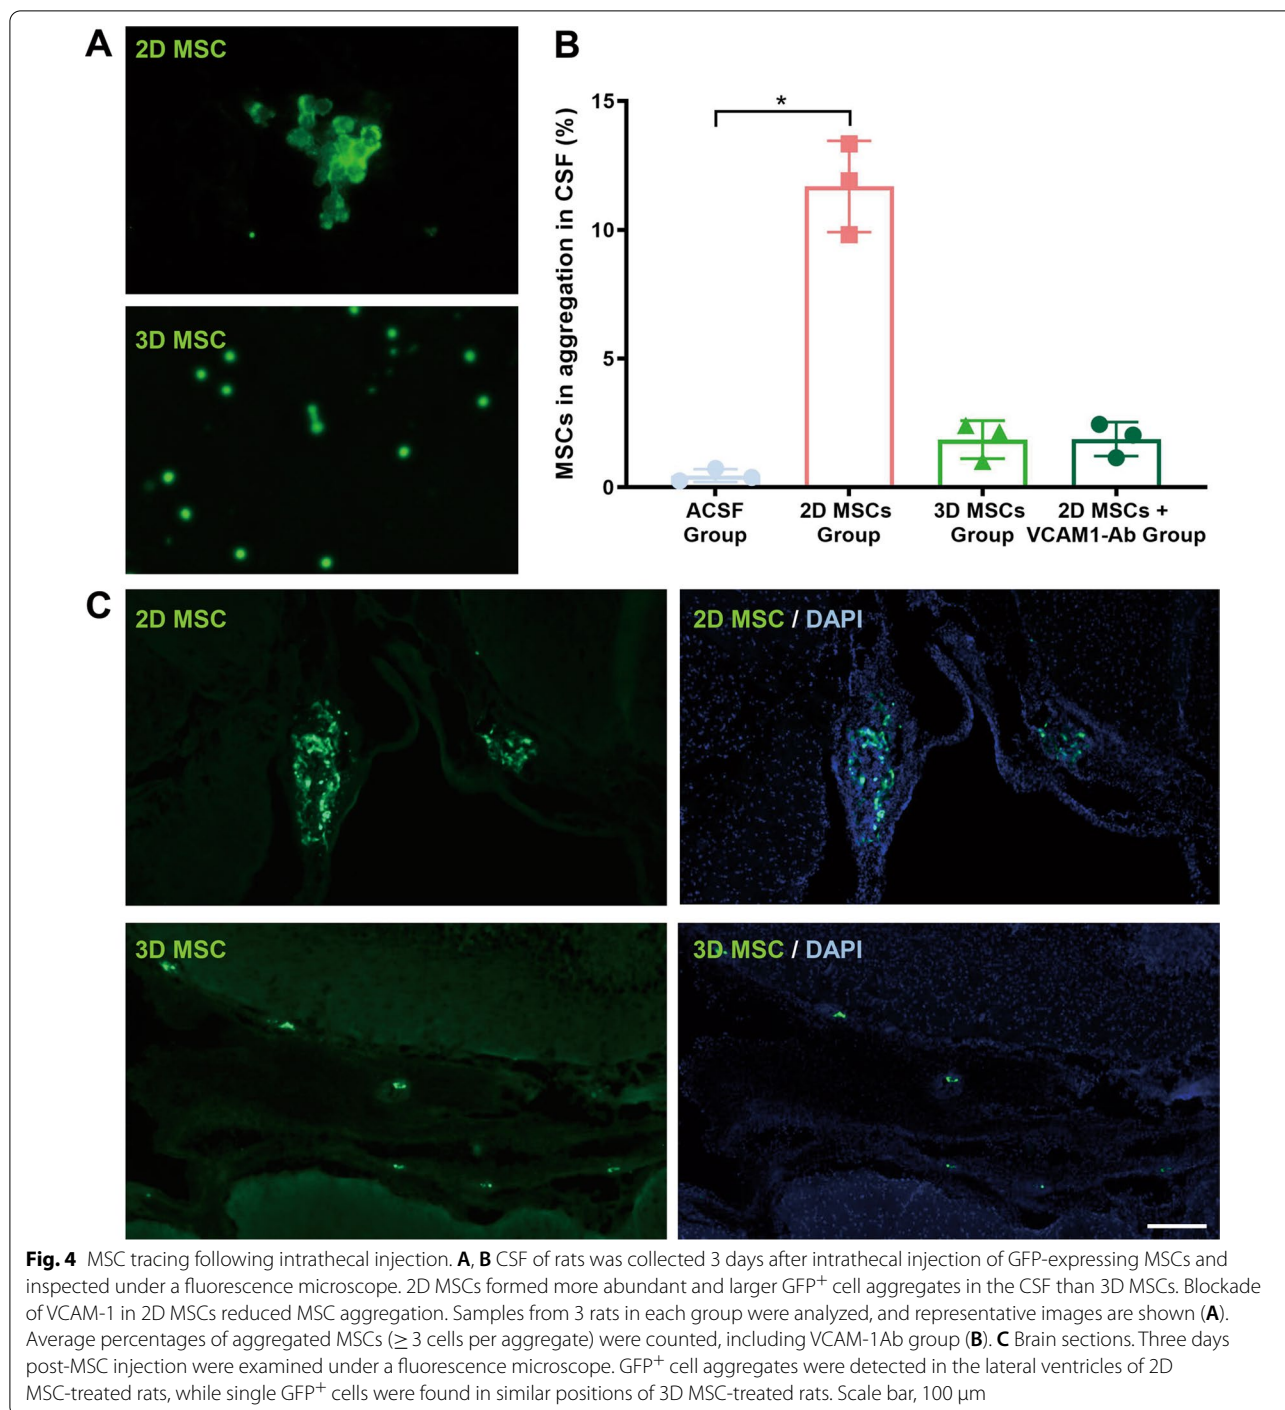 A
2D MSC
3D MSC
B
MSCs in aggregation in CSF (%)
15
10
5
0
*
ACSF
Group
2D MSCs
Group
3D MSCs
Group
2D MSCs +
VCAM1-Ab Group
C
2D MSC
2D MSC / DAPI
3D MSC
3D MSC / DAPI
Fig. 4 MSC tracing following intrathecal injection. A, B CSF of rats was collected 3 days after intrathecal injection of GFP-expressing MSCs and
inspected under a fluorescence microscope. 2D MSCs formed more abundant and larger GFP⁺ cell aggregates in the CSF than 3D MSCs. Blockade
of VCAM-1 in 2D MSCs reduced MSC aggregation. Samples from 3 rats in each group were analyzed, and representative images are shown (A).
Average percentages of aggregated MSCs (≥ 3 cells per aggregate) were counted, including VCAM-1Ab group (B). C Brain sections. Three days
post-MSC injection were examined under a fluorescence microscope. GFP⁺ cell aggregates were detected in the lateral ventricles of 2D
MSC-treated rats, while single GFP⁺ cells were found in similar positions of 3D MSC-treated rats. Scale bar, 100 μm